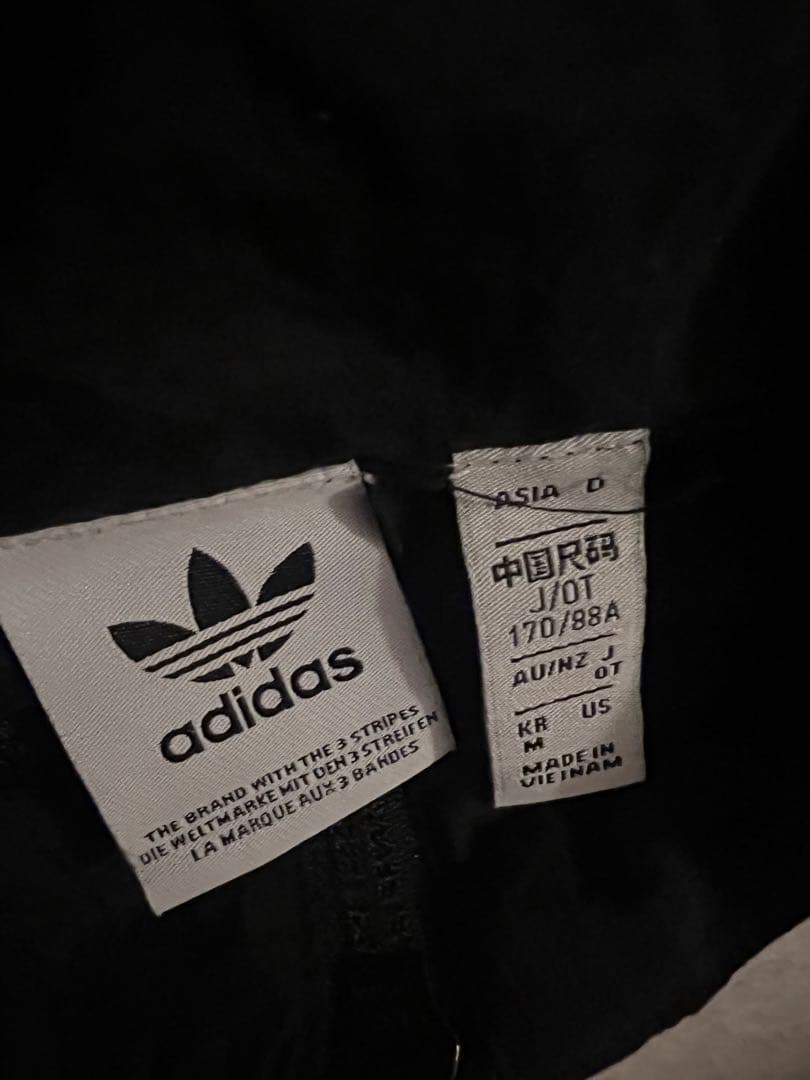 adidas
THE BRAND WITH THE 3 STRIPES
DIE WELTMARKE MIT DEN 3 STREIFEN
LA MARQUE AUX 3 BANDES
ASIA D
中国尺码
J/OT
170/88A
AU/NZ J
OT
KR US
M
MADE IN
VIETNAM